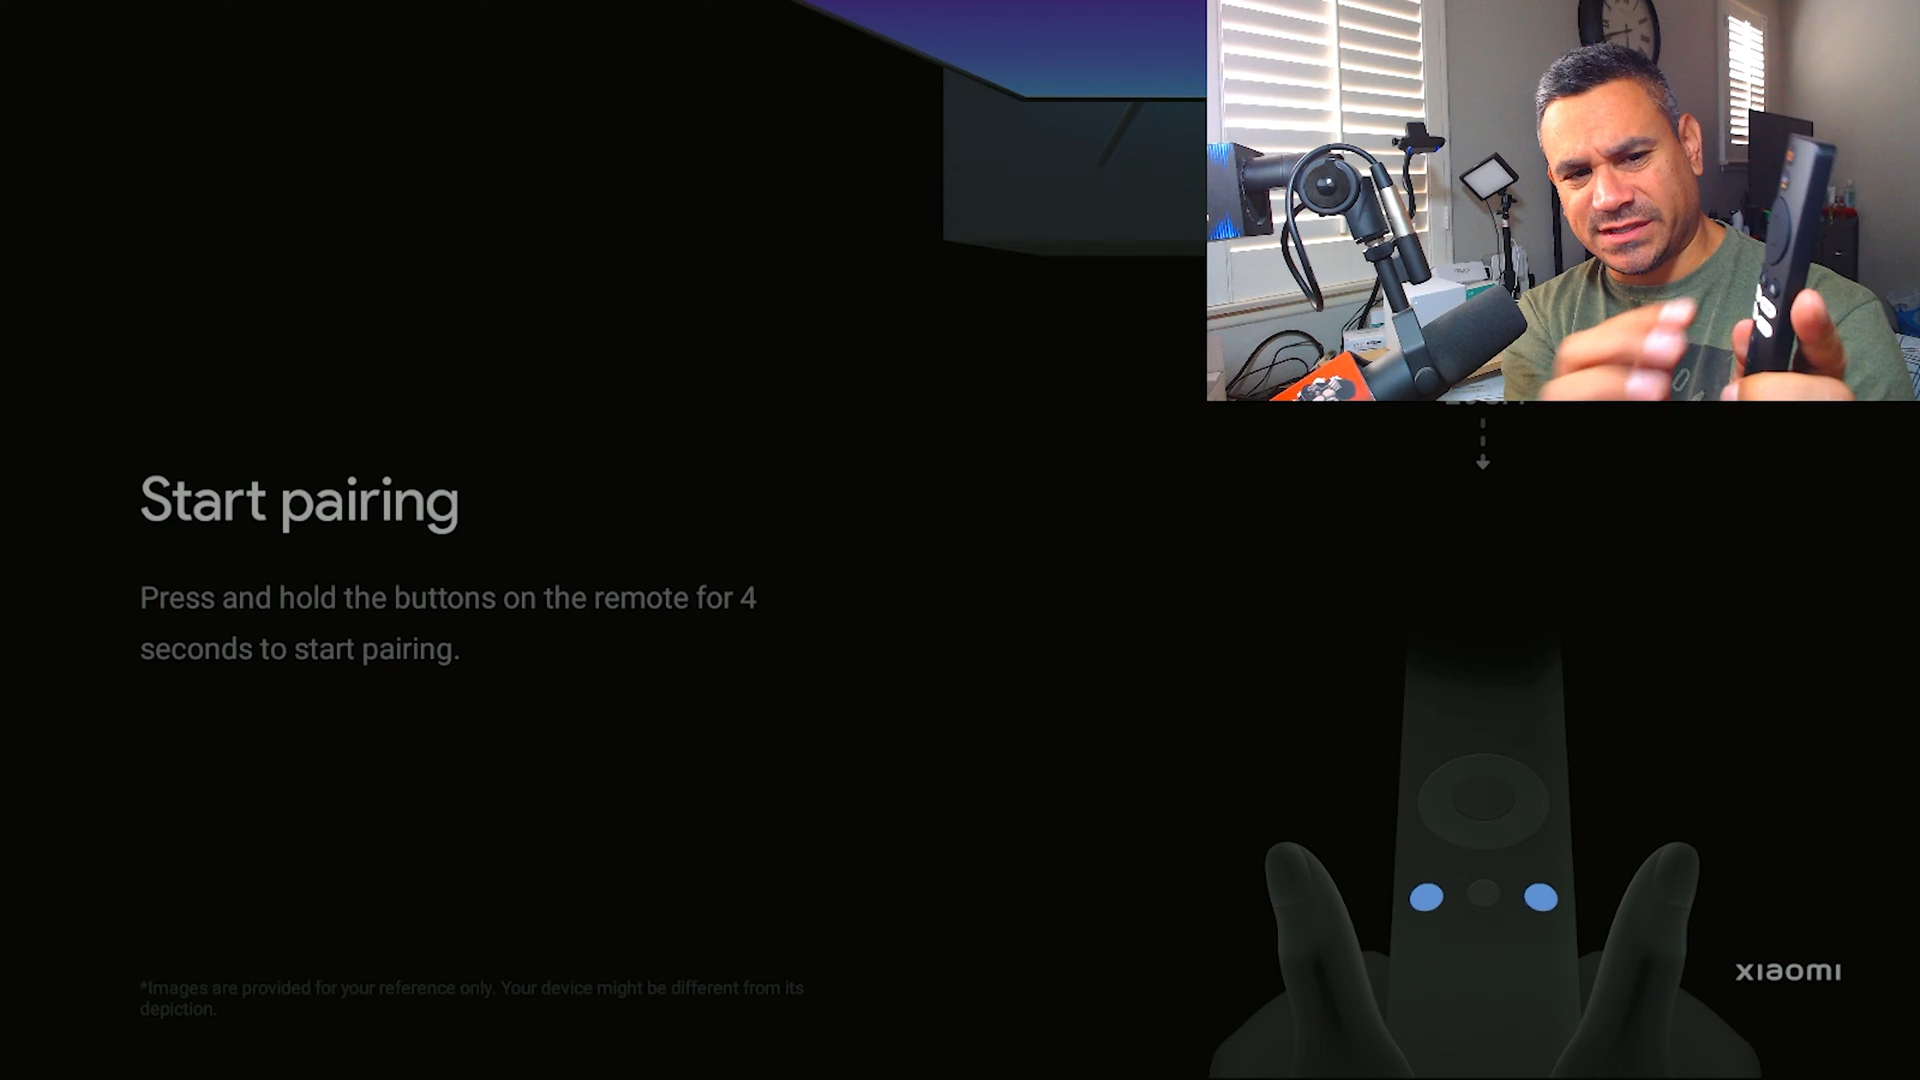 Start pairing
Press and hold the buttons on the remote for 4
seconds to start pairing.
*Images are provided for your reference only. Your device might be different from its
depiction.
xiaomi